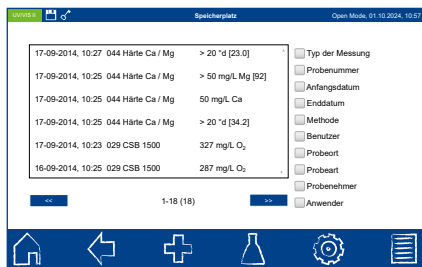 UV/VIS II Speicherplatz Open Mode, 01.10.2024, 10:57
17-09-2014, 10:27 044 Härte Ca / Mg > 20 °d [23.0]
17-09-2014, 10:25 044 Härte Ca / Mg > 50 mg/L Mg [92]
17-09-2014, 10:25 044 Härte Ca / Mg 50 mg/L Ca
17-09-2014, 10:25 044 Härte Ca / Mg > 20 °d [34.2]
17-09-2014, 10:23 029 CSB 1500 327 mg/L O₂
16-09-2014, 10:25 029 CSB 1500 287 mg/L O₂
Typ der Messung
Probenummer
Anfangsdatum
Enddatum
Methode
Benutzer
Probeort
Probeart
Probenehmer
Anwender
<< 1-18 (18) >>